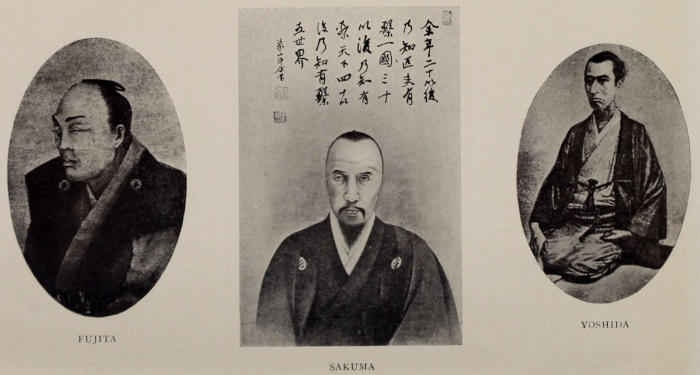 余年二十以後
乃知匹夫有
繫一國三十
以後乃知有
繫天下四十以
後乃知有繫
五世界
象山
FUJITA
SAKUMA
YOSHIDA